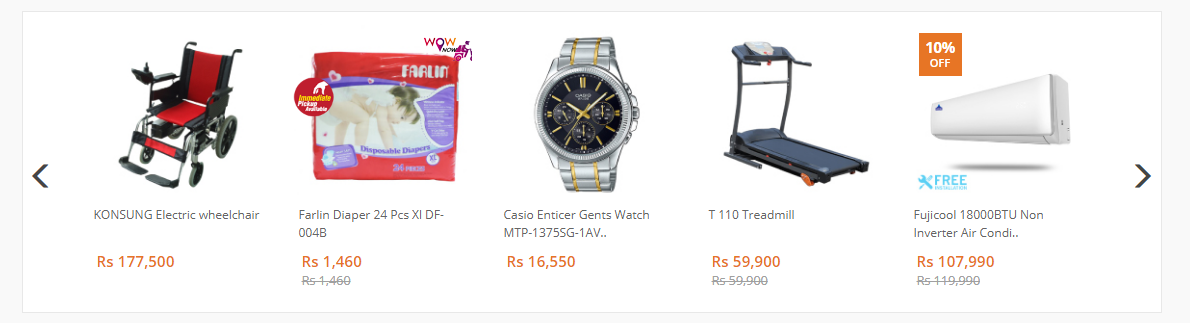 WOW
NOW
FARLIN
Immediate
Pickup
Available
Disposable Diapers
XL
24 PIECES
CASIO
10%
OFF
FREE
INSTALLATION
KONSUNG Electric wheelchair
Farlin Diaper 24 Pcs Xl DF-
004B
Casio Enticer Gents Watch
MTP-1375SG-1AV..
T 110 Treadmill
Fujicool 18000BTU Non
Inverter Air Condi..
Rs 177,500
Rs 1,460
Rs 1,460
Rs 16,550
Rs 59,900
Rs 59,900
Rs 107,990
Rs 119,990